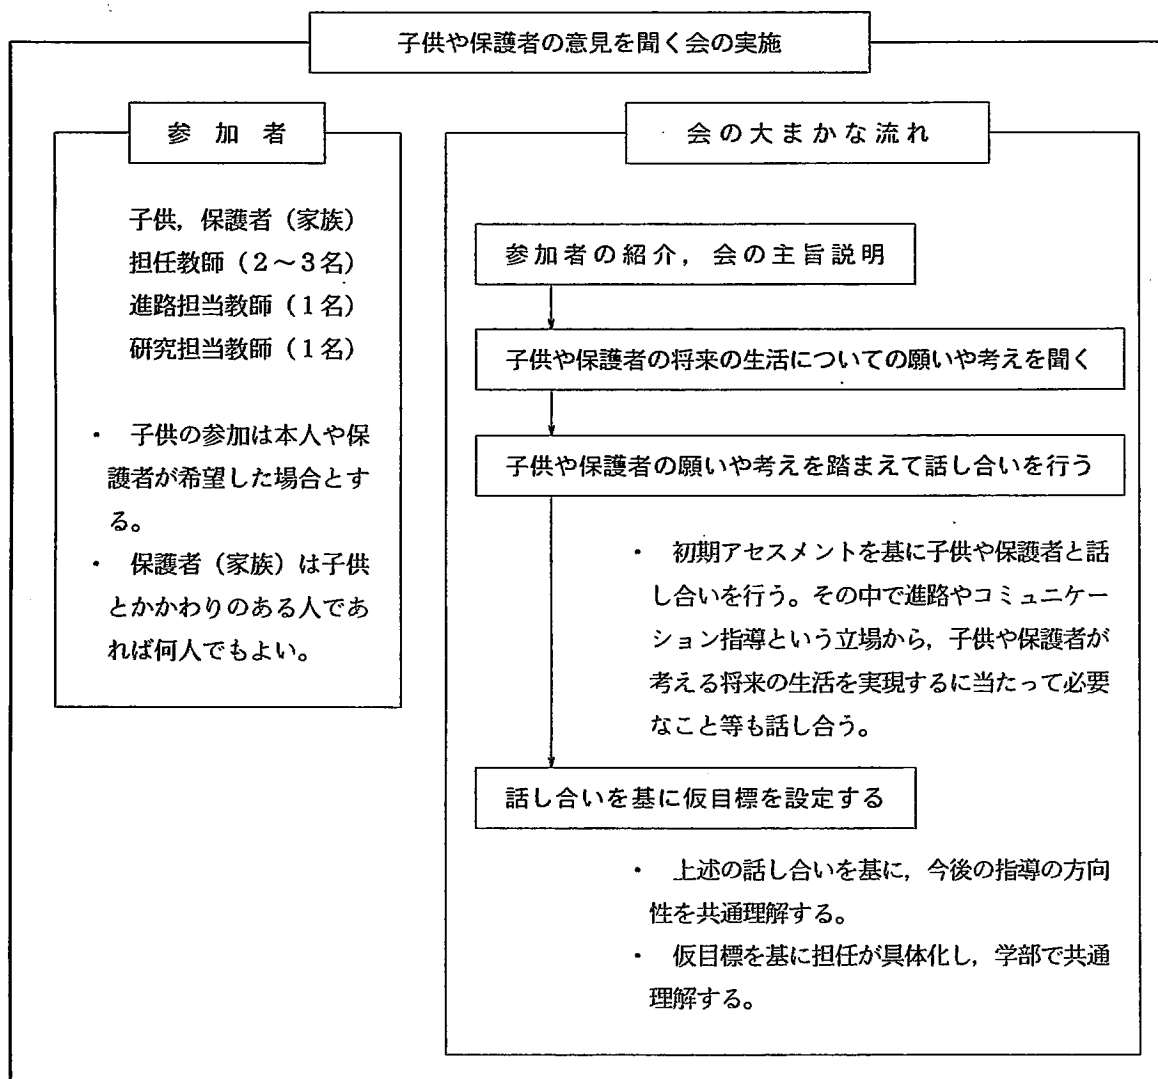 子供や保護者の意見を聞く会の実施
参加者
子供，保護者（家族）
担任教師（２～３名）
進路担当教師（１名）
研究担当教師（１名）
・　子供の参加は本人や保
護者が希望した場合とす
る。
・　保護者（家族）は子供
とかかわりのある人であ
れば何人でもよい。
会の大まかな流れ
参加者の紹介，会の主旨説明
子供や保護者の将来の生活についての願いや考えを聞く
子供や保護者の願いや考えを踏まえて話し合いを行う
・　初期アセスメントを基に子供や保護者と話
し合いを行う。その中で進路やコミュニケー
ション指導という立場から，子供や保護者が
考える将来の生活を実現するに当たって必要
なこと等も話し合う。
話し合いを基に仮目標を設定する
・　上述の話し合いを基に，今後の指導の方向
性を共通理解する。
・　仮目標を基に担任が具体化し，学部で共通
理解する。